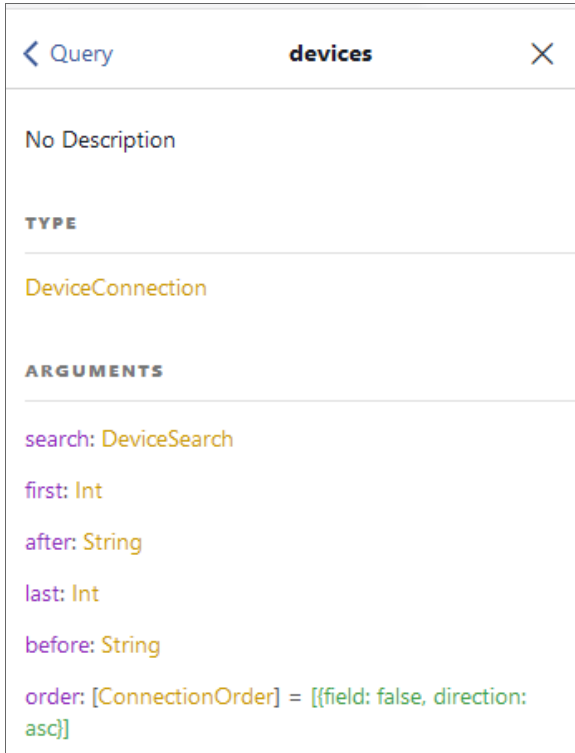 Query devices
No Description
TYPE
DeviceConnection
ARGUMENTS
search: DeviceSearch
first: Int
after: String
last: Int
before: String
order: [ConnectionOrder] = [{field: false, direction:
asc}]